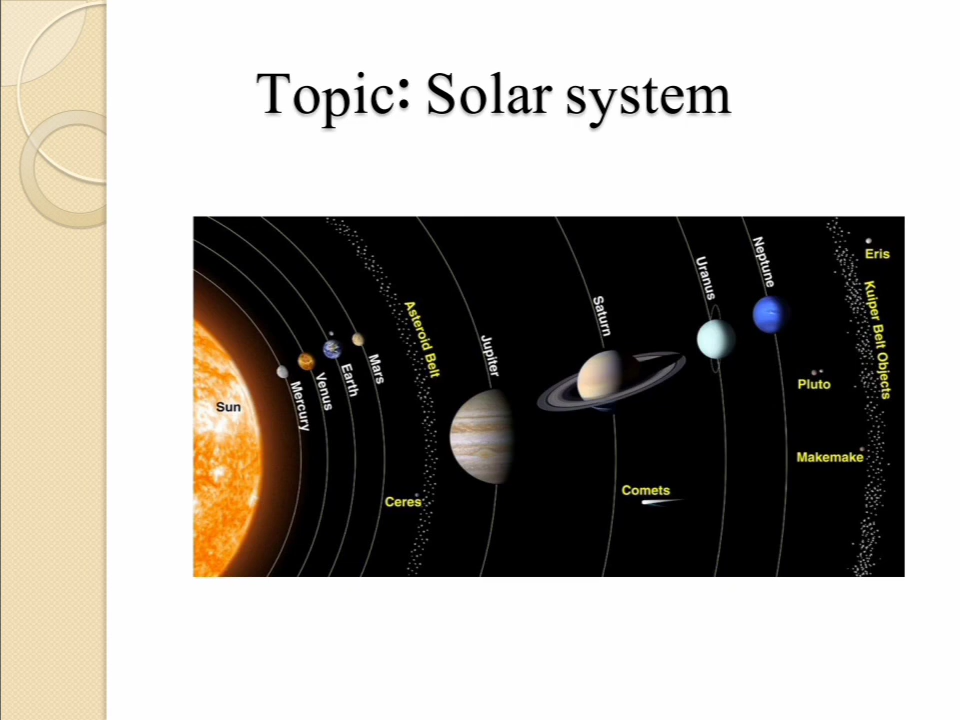 Topic: Solar system
Sun
Mercury
Venus
Earth
Mars
Asteroid Belt
Ceres
Jupiter
Saturn
Comets
Uranus
Neptune
Pluto
Makemake
Eris
Kuiper Belt Objects